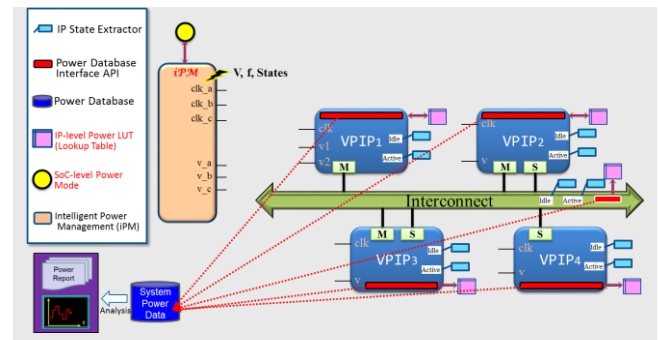 IP State Extractor
Power Database
Interface API
Power Database
IP-level Power LUT
(Lookup Table)
SoC-level Power
Mode
Intelligent Power
Management (iPM)
iPM
V, f, States
clk_a
clk_b
clk_c
v_a
v_b
v_c
clk
v1
v2
VPIP1
Idle
Active
M
clk
v
VPIP2
Idle
Active
M
S
Interconnect
Idle
Active
M
S
clk
v
VPIP3
Idle
Active
S
clk
v
VPIP4
Idle
Active
Power
Report
Analysis
System
Power
Data